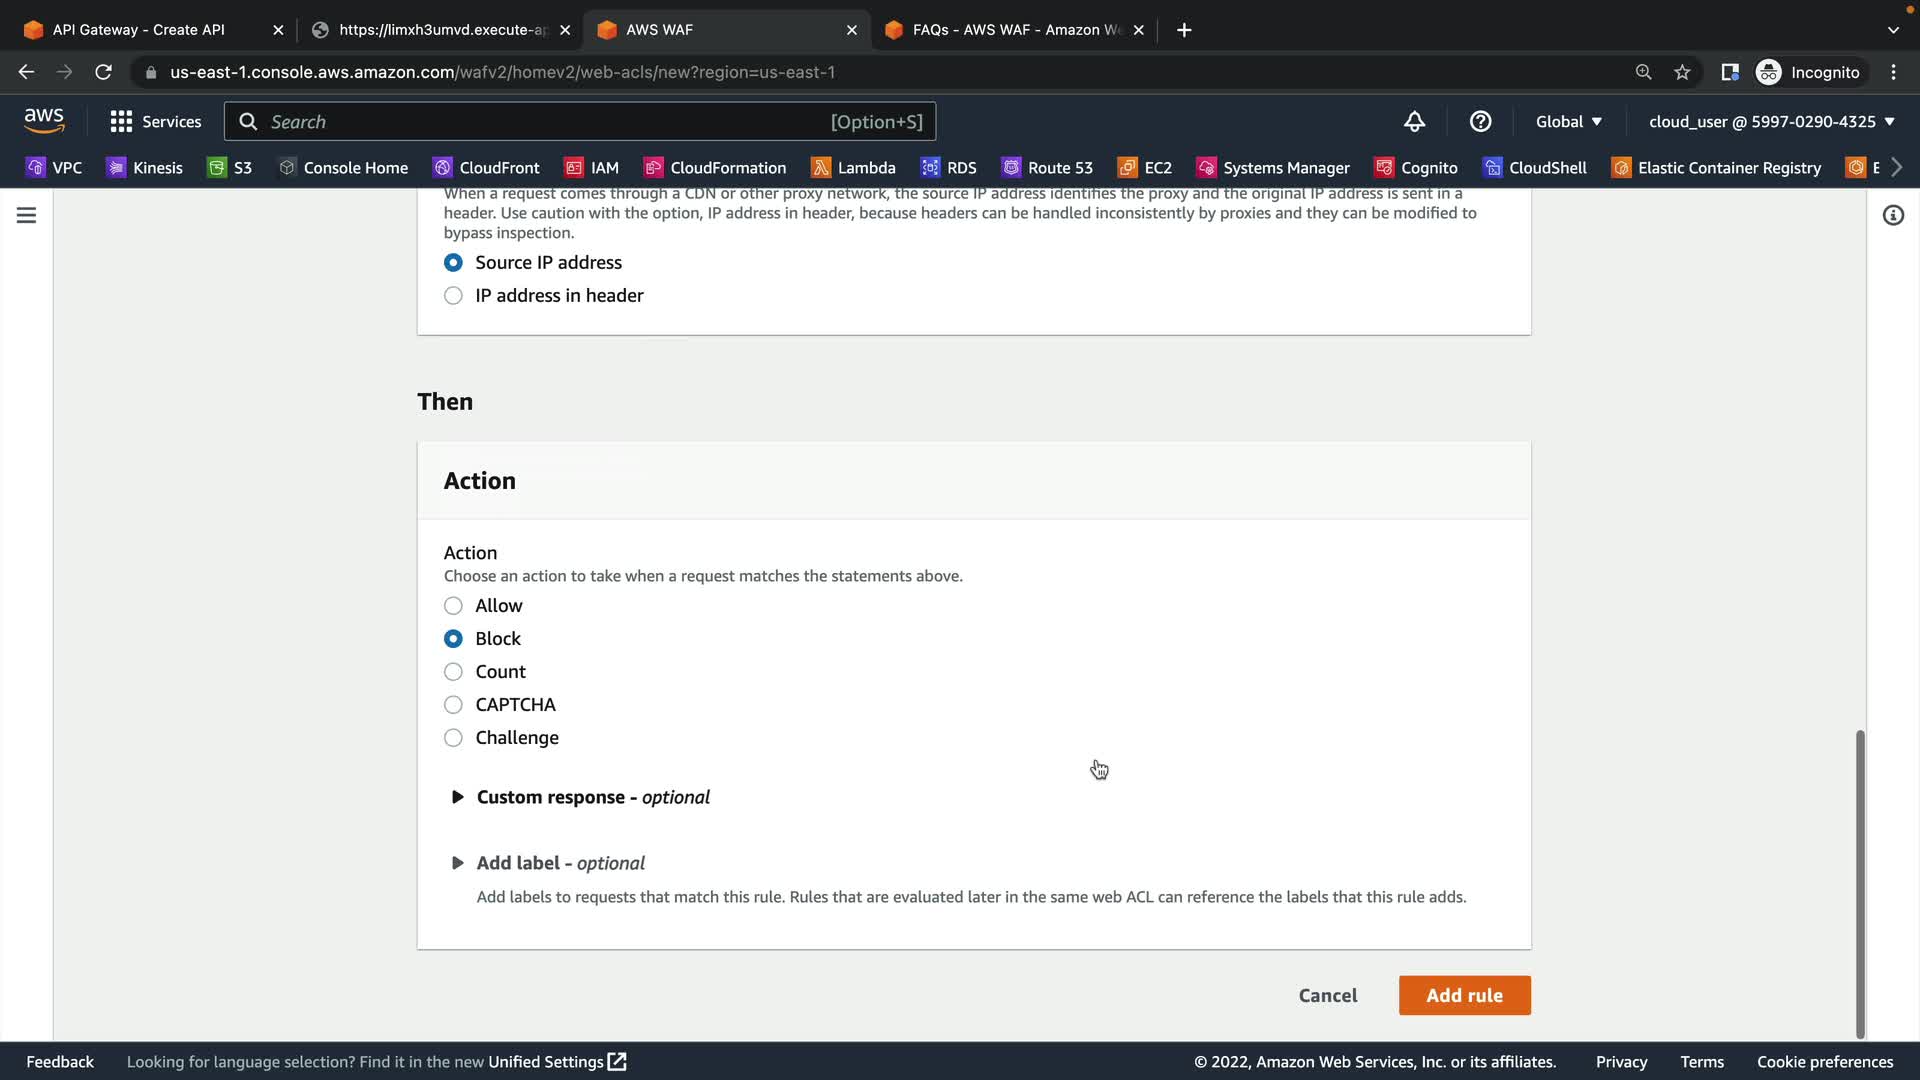 API Gateway - Create API
https://limxh3umvd.execute-ap
AWS WAF
FAQs - AWS WAF - Amazon We
us-east-1.console.aws.amazon.com/wafv2/homev2/web-acls/new?region=us-east-1
Incognito
aws
Services
Search
[Option+S]
Global
cloud_user @ 5997-0290-4325
VPC
Kinesis
S3
Console Home
CloudFront
IAM
CloudFormation
Lambda
RDS
Route 53
EC2
Systems Manager
Cognito
CloudShell
Elastic Container Registry
E
When a request comes through a CDN or other proxy network, the source IP address identifies the proxy and the original IP address is sent in a
header. Use caution with the option, IP address in header, because headers can be handled inconsistently by proxies and they can be modified to
bypass inspection.
Source IP address
IP address in header
Then
Action
Action
Choose an action to take when a request matches the statements above.
Allow
Block
Count
CAPTCHA
Challenge
Custom response - optional
Add label - optional
Add labels to requests that match this rule. Rules that are evaluated later in the same web ACL can reference the labels that this rule adds.
Cancel
Add rule
Feedback
Looking for language selection? Find it in the new Unified Settings
© 2022, Amazon Web Services, Inc. or its affiliates.
Privacy
Terms
Cookie preferences